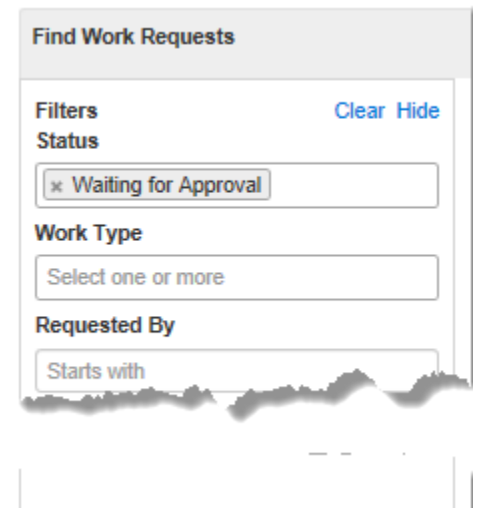 Find Work Requests
Filters Clear Hide
Status
× Waiting for Approval
Work Type
Select one or more
Requested By
Starts with